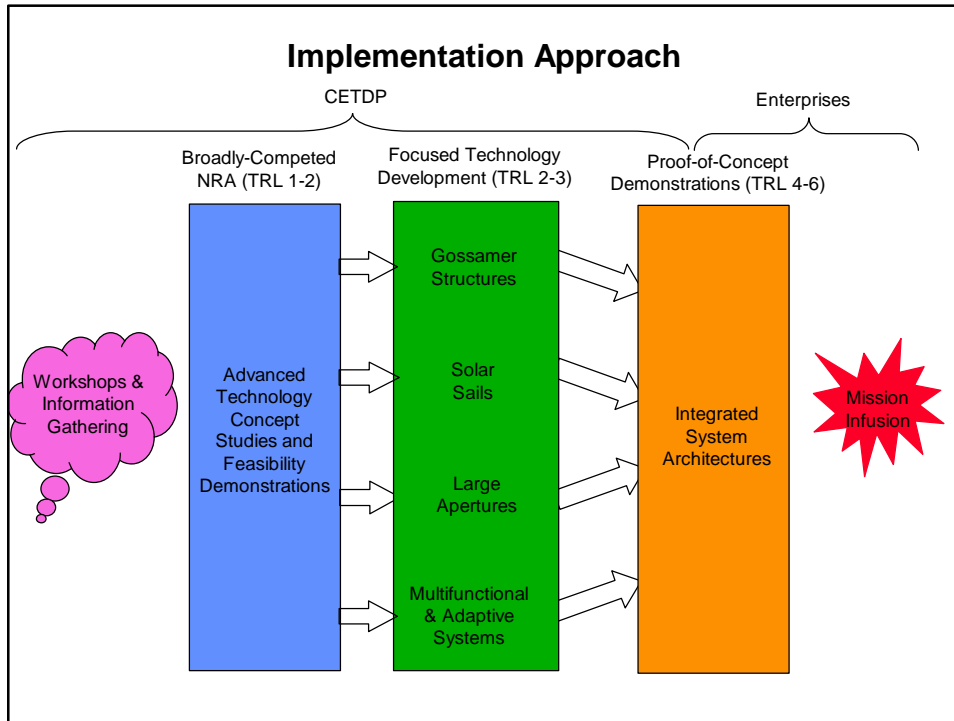 Implementation Approach
CETDP
Enterprises
Broadly-Competed
NRA (TRL 1-2)
Focused Technology
Development (TRL 2-3)
Proof-of-Concept
Demonstrations (TRL 4-6)
Workshops &
Information
Gathering
Advanced
Technology
Concept
Studies and
Feasibility
Demonstrations
Gossamer
Structures
Solar
Sails
Large
Apertures
Multifunctional
& Adaptive
Systems
Integrated
System
Architectures
Mission
Infusion